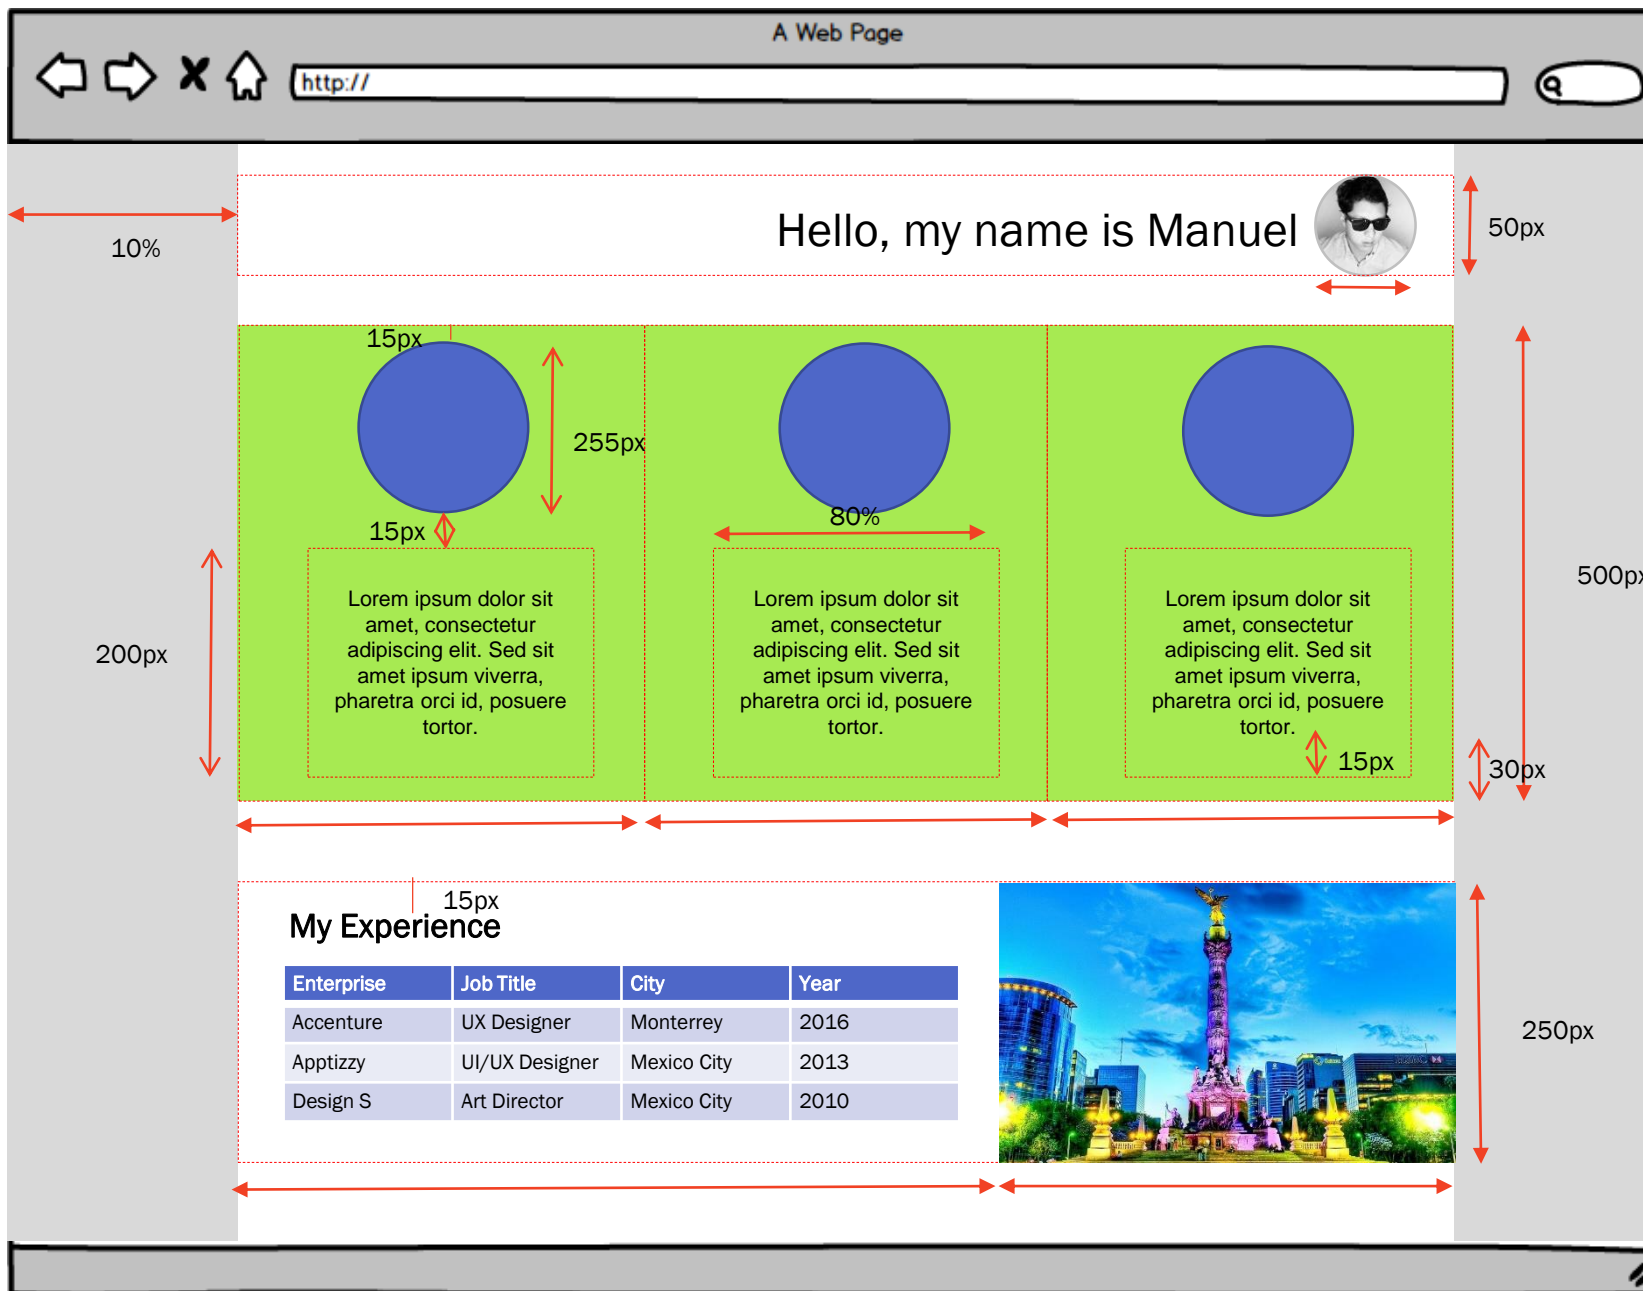 A Web Page
http://
Hello, my name is Manuel
50px
10%
15px
255px
15px
80%
500px
200px
Lorem ipsum dolor sit
amet, consectetur
adipiscing elit. Sed sit
amet ipsum viverra,
pharetra orci id, posuere
tortor.
Lorem ipsum dolor sit
amet, consectetur
adipiscing elit. Sed sit
amet ipsum viverra,
pharetra orci id, posuere
tortor.
Lorem ipsum dolor sit
amet, consectetur
adipiscing elit. Sed sit
amet ipsum viverra,
pharetra orci id, posuere
tortor.
15px
30px
15px
My Experience
Enterprise Job Title City Year
Accenture UX Designer Monterrey 2016
Apptizzy UI/UX Designer Mexico City 2013
Design S Art Director Mexico City 2010
250px